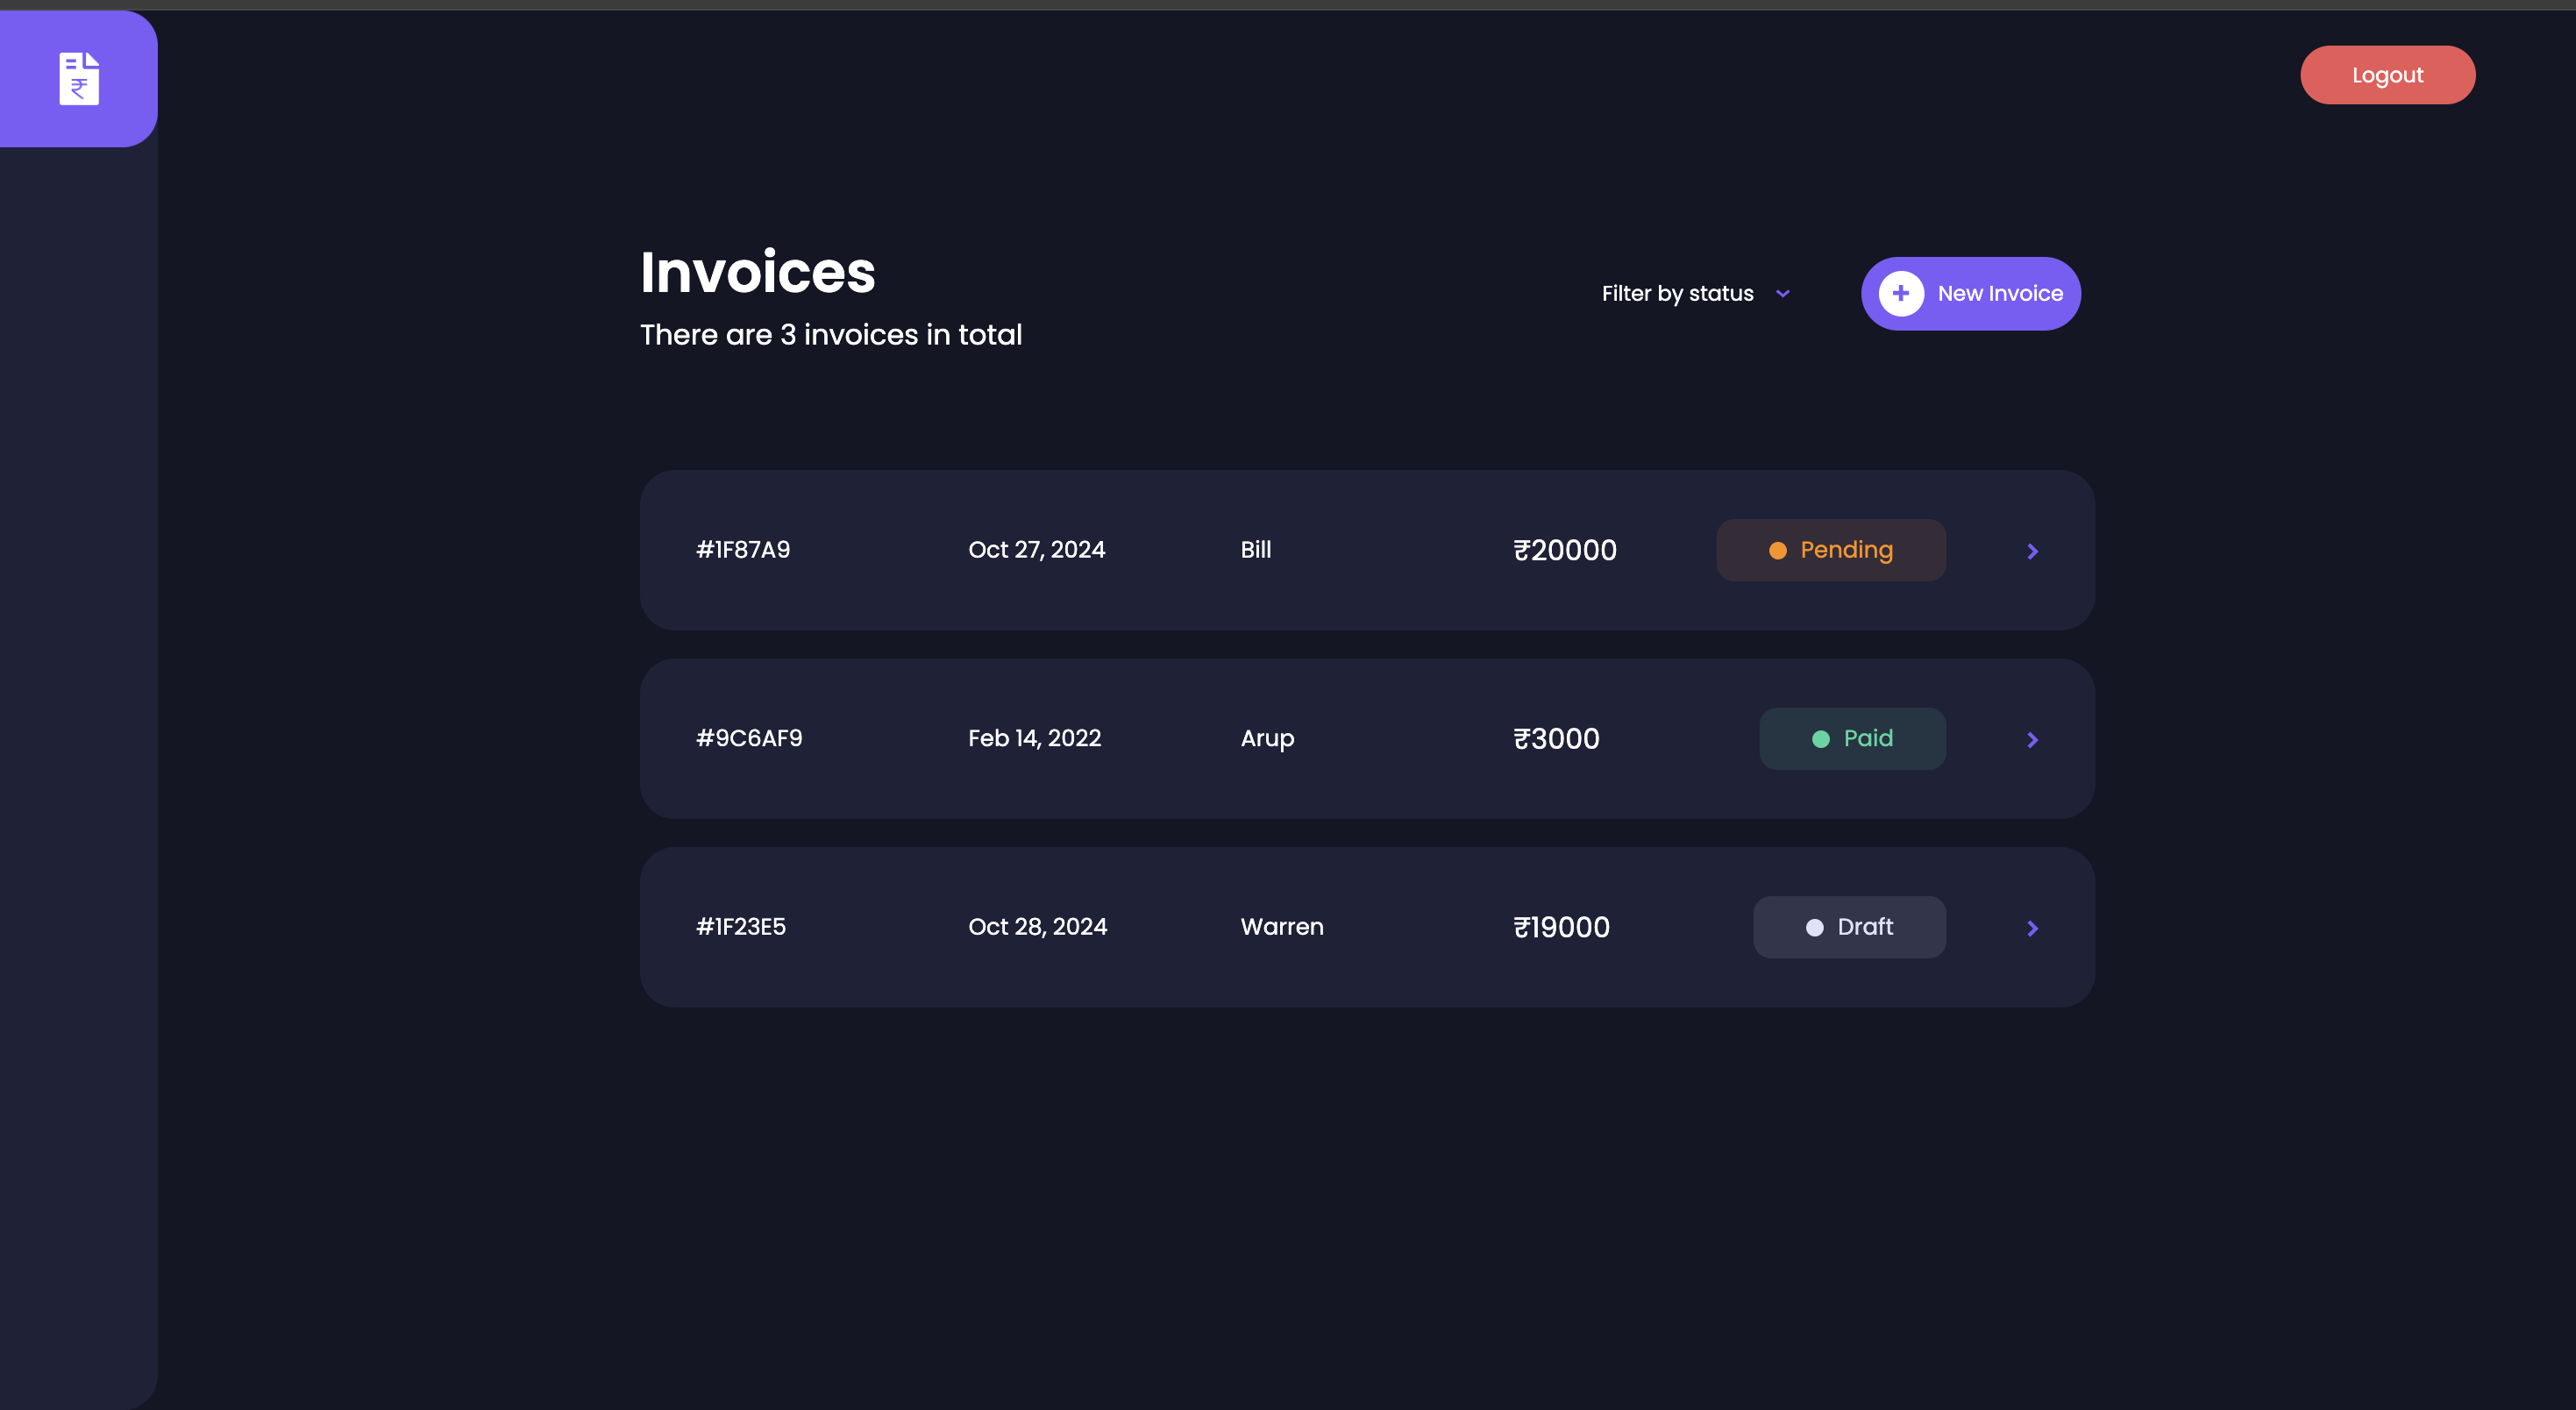 ₹
Logout
Invoices
There are 3 invoices in total
Filter by status
New Invoice
#1F87A9 Oct 27, 2024 Bill ₹20000 Pending
#9C6AF9 Feb 14, 2022 Arup ₹3000 Paid
#1F23E5 Oct 28, 2024 Warren ₹19000 Draft